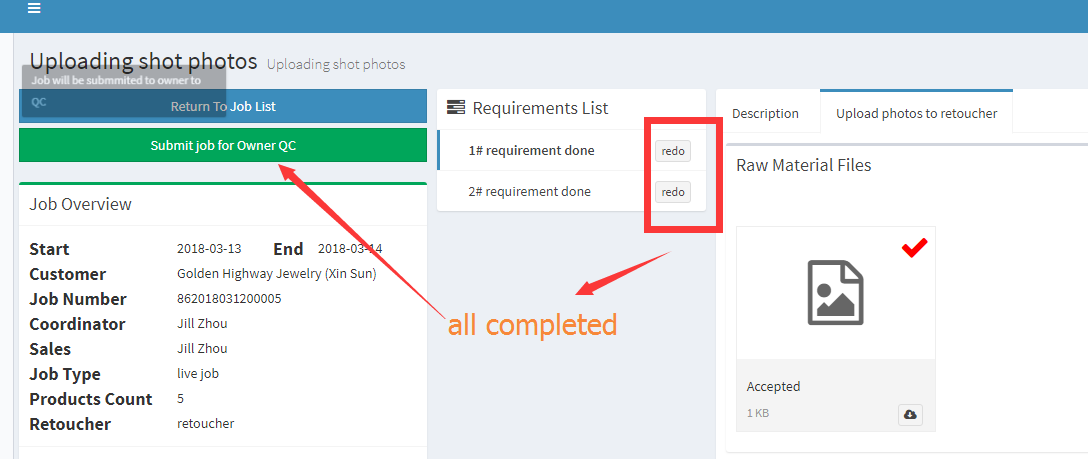 Uploading shot photos Uploading shot photos
Job will be submmited to owner to
QC
Return To Job List
Submit job for Owner QC
Job Overview
Start 2018-03-13 End 2018-03-14
Customer Golden Highway Jewelry (Xin Sun)
Job Number 862018031200005
Coordinator Jill Zhou
Sales Jill Zhou
Job Type live job
Products Count 5
Retoucher retoucher
Requirements List
1# requirement done redo
2# requirement done redo
all completed
Description Upload photos to retoucher
Raw Material Files
Accepted
1 KB